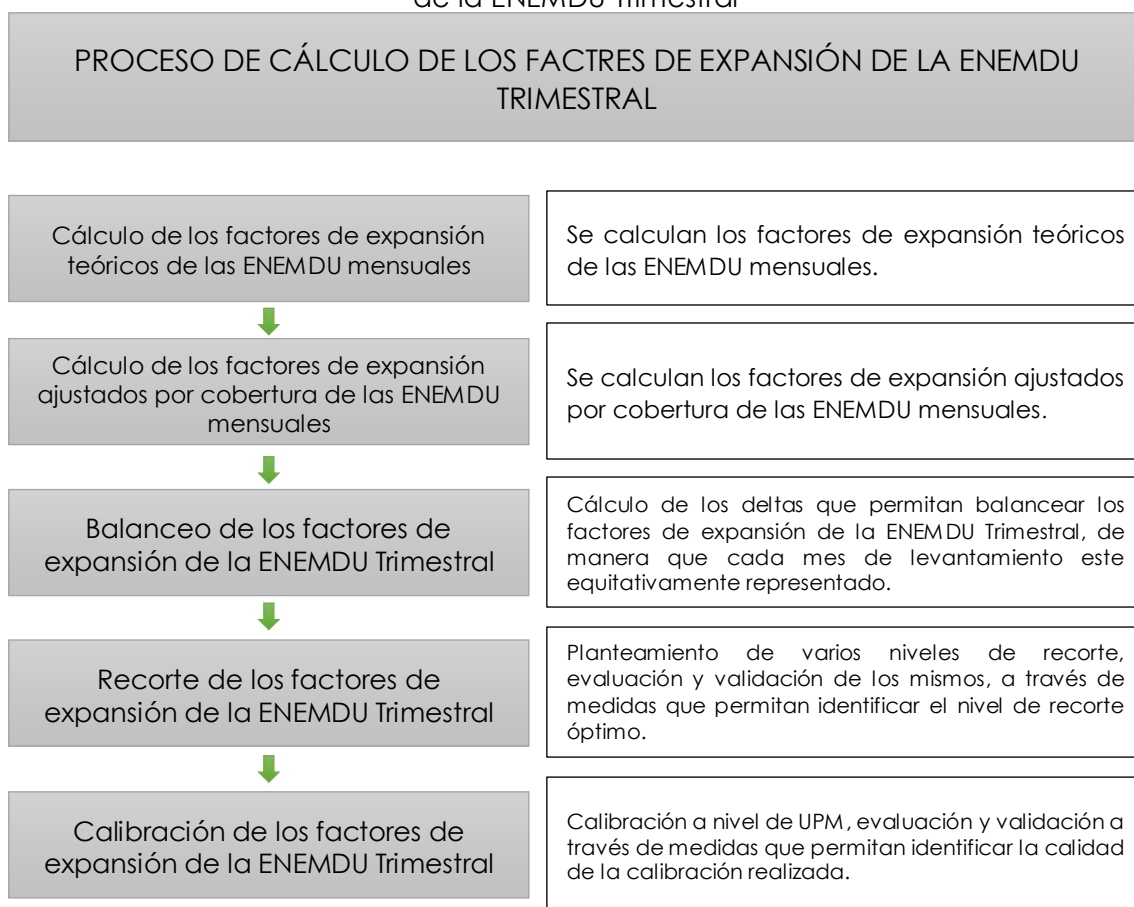 de la ENEMDU Trimestral
PROCESO DE CÁLCULO DE LOS FACTRES DE EXPANSIÓN DE LA ENEMDU
TRIMESTRAL
Cálculo de los factores de expansión
teóricos de las ENEMDU mensuales
Se calculan los factores de expansión teóricos
de las ENEMDU mensuales.
Cálculo de los factores de expansión
ajustados por cobertura de las ENEMDU
mensuales
Se calculan los factores de expansión ajustados
por cobertura de las ENEMDU mensuales.
Balanceo de los factores de
expansión de la ENEMDU Trimestral
Cálculo de los deltas que permitan balancear los
factores de expansión de la ENEMDU Trimestral, de
manera que cada mes de levantamiento este
equitativamente representado.
Recorte de los factores de
expansión de la ENEMDU Trimestral
Planteamiento de varios niveles de recorte,
evaluación y validación de los mismos, a través de
medidas que permitan identificar el nivel de recorte
óptimo.
Calibración de los factores de
expansión de la ENEMDU Trimestral
Calibración a nivel de UPM, evaluación y validación a
través de medidas que permitan identificar la calidad
de la calibración realizada.